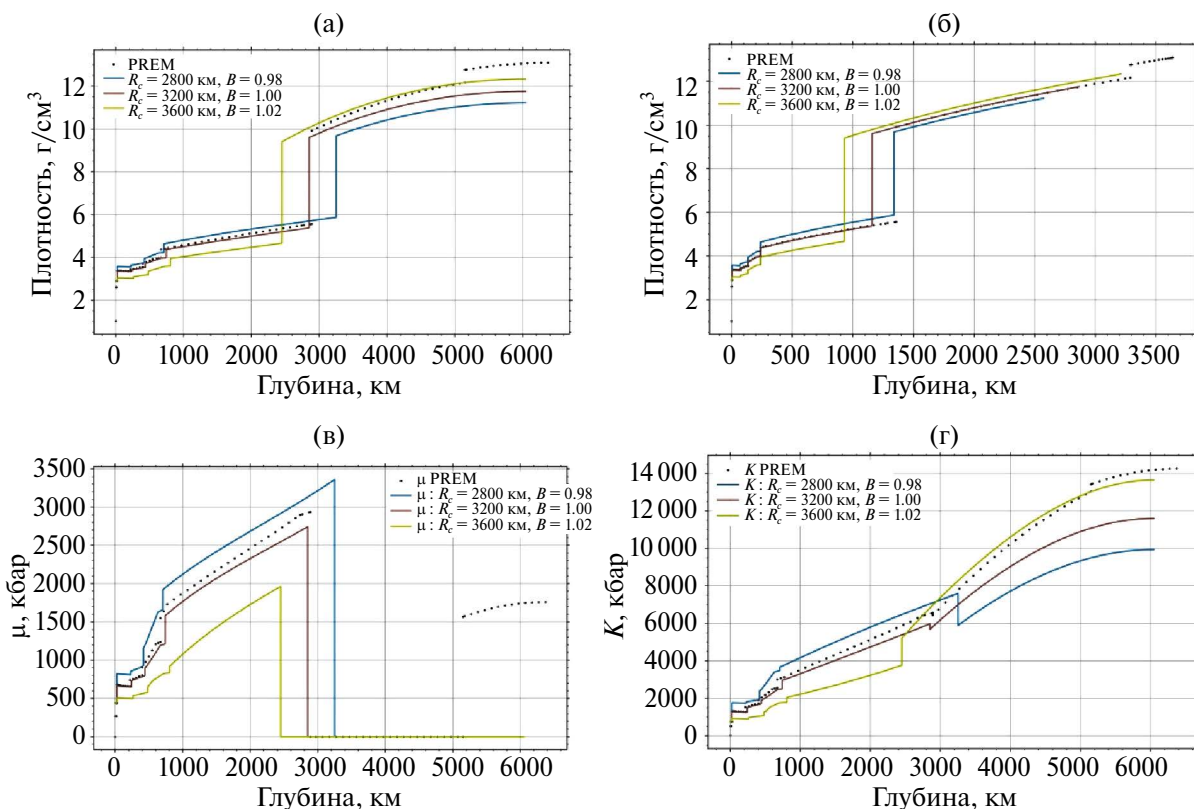 (а)
PREM
R_c = 2800 км, B = 0.98
R_c = 3200 км, B = 1.00
R_c = 3600 км, B = 1.02
12
10
8
6
4
2
Плотность, г/см³
0 1000 2000 3000 4000 5000 6000
Глубина, км
(б)
PREM
R_c = 2800 км, B = 0.98
R_c = 3200 км, B = 1.00
R_c = 3600 км, B = 1.02
12
10
8
6
4
2
Плотность, г/см³
0 500 1000 1500 2000 2500 3000 3500
Глубина, км
(в)
μ PREM
μ : R_c = 2800 км, B = 0.98
μ : R_c = 3200 км, B = 1.00
μ : R_c = 3600 км, B = 1.02
3500
3000
2500
2000
1500
1000
500
0
μ, кбар
0 1000 2000 3000 4000 5000 6000
Глубина, км
(г)
K PREM
K : R_c = 2800 км, B = 0.98
K : R_c = 3200 км, B = 1.00
K : R_c = 3600 км, B = 1.02
14 000
12 000
10 000
8000
6000
4000
2000
0
K, кбар
0 1000 2000 3000 4000 5000 6000
Глубина, км